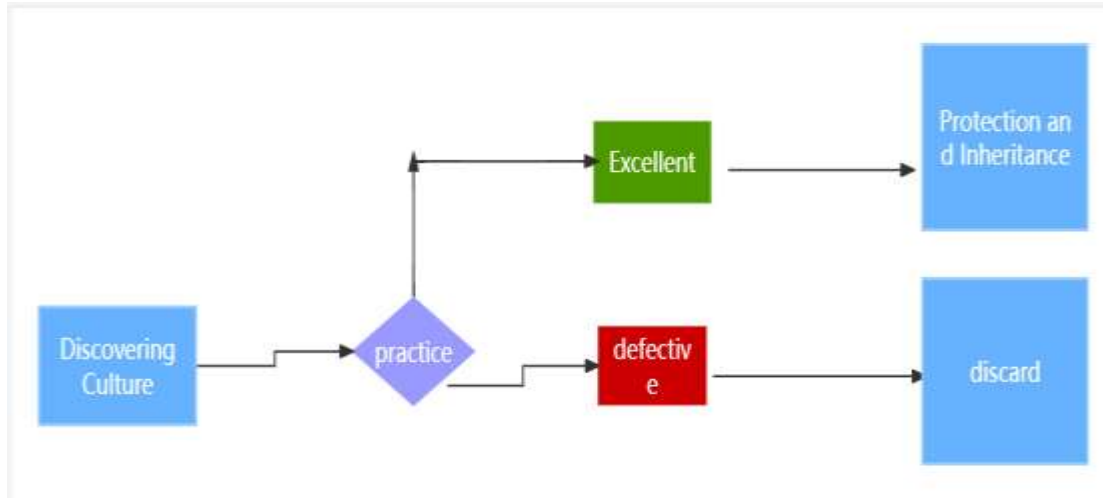 Protection an
d Inheritance
Excellent
Discovering
Culture
practice
defectiv
e
discard